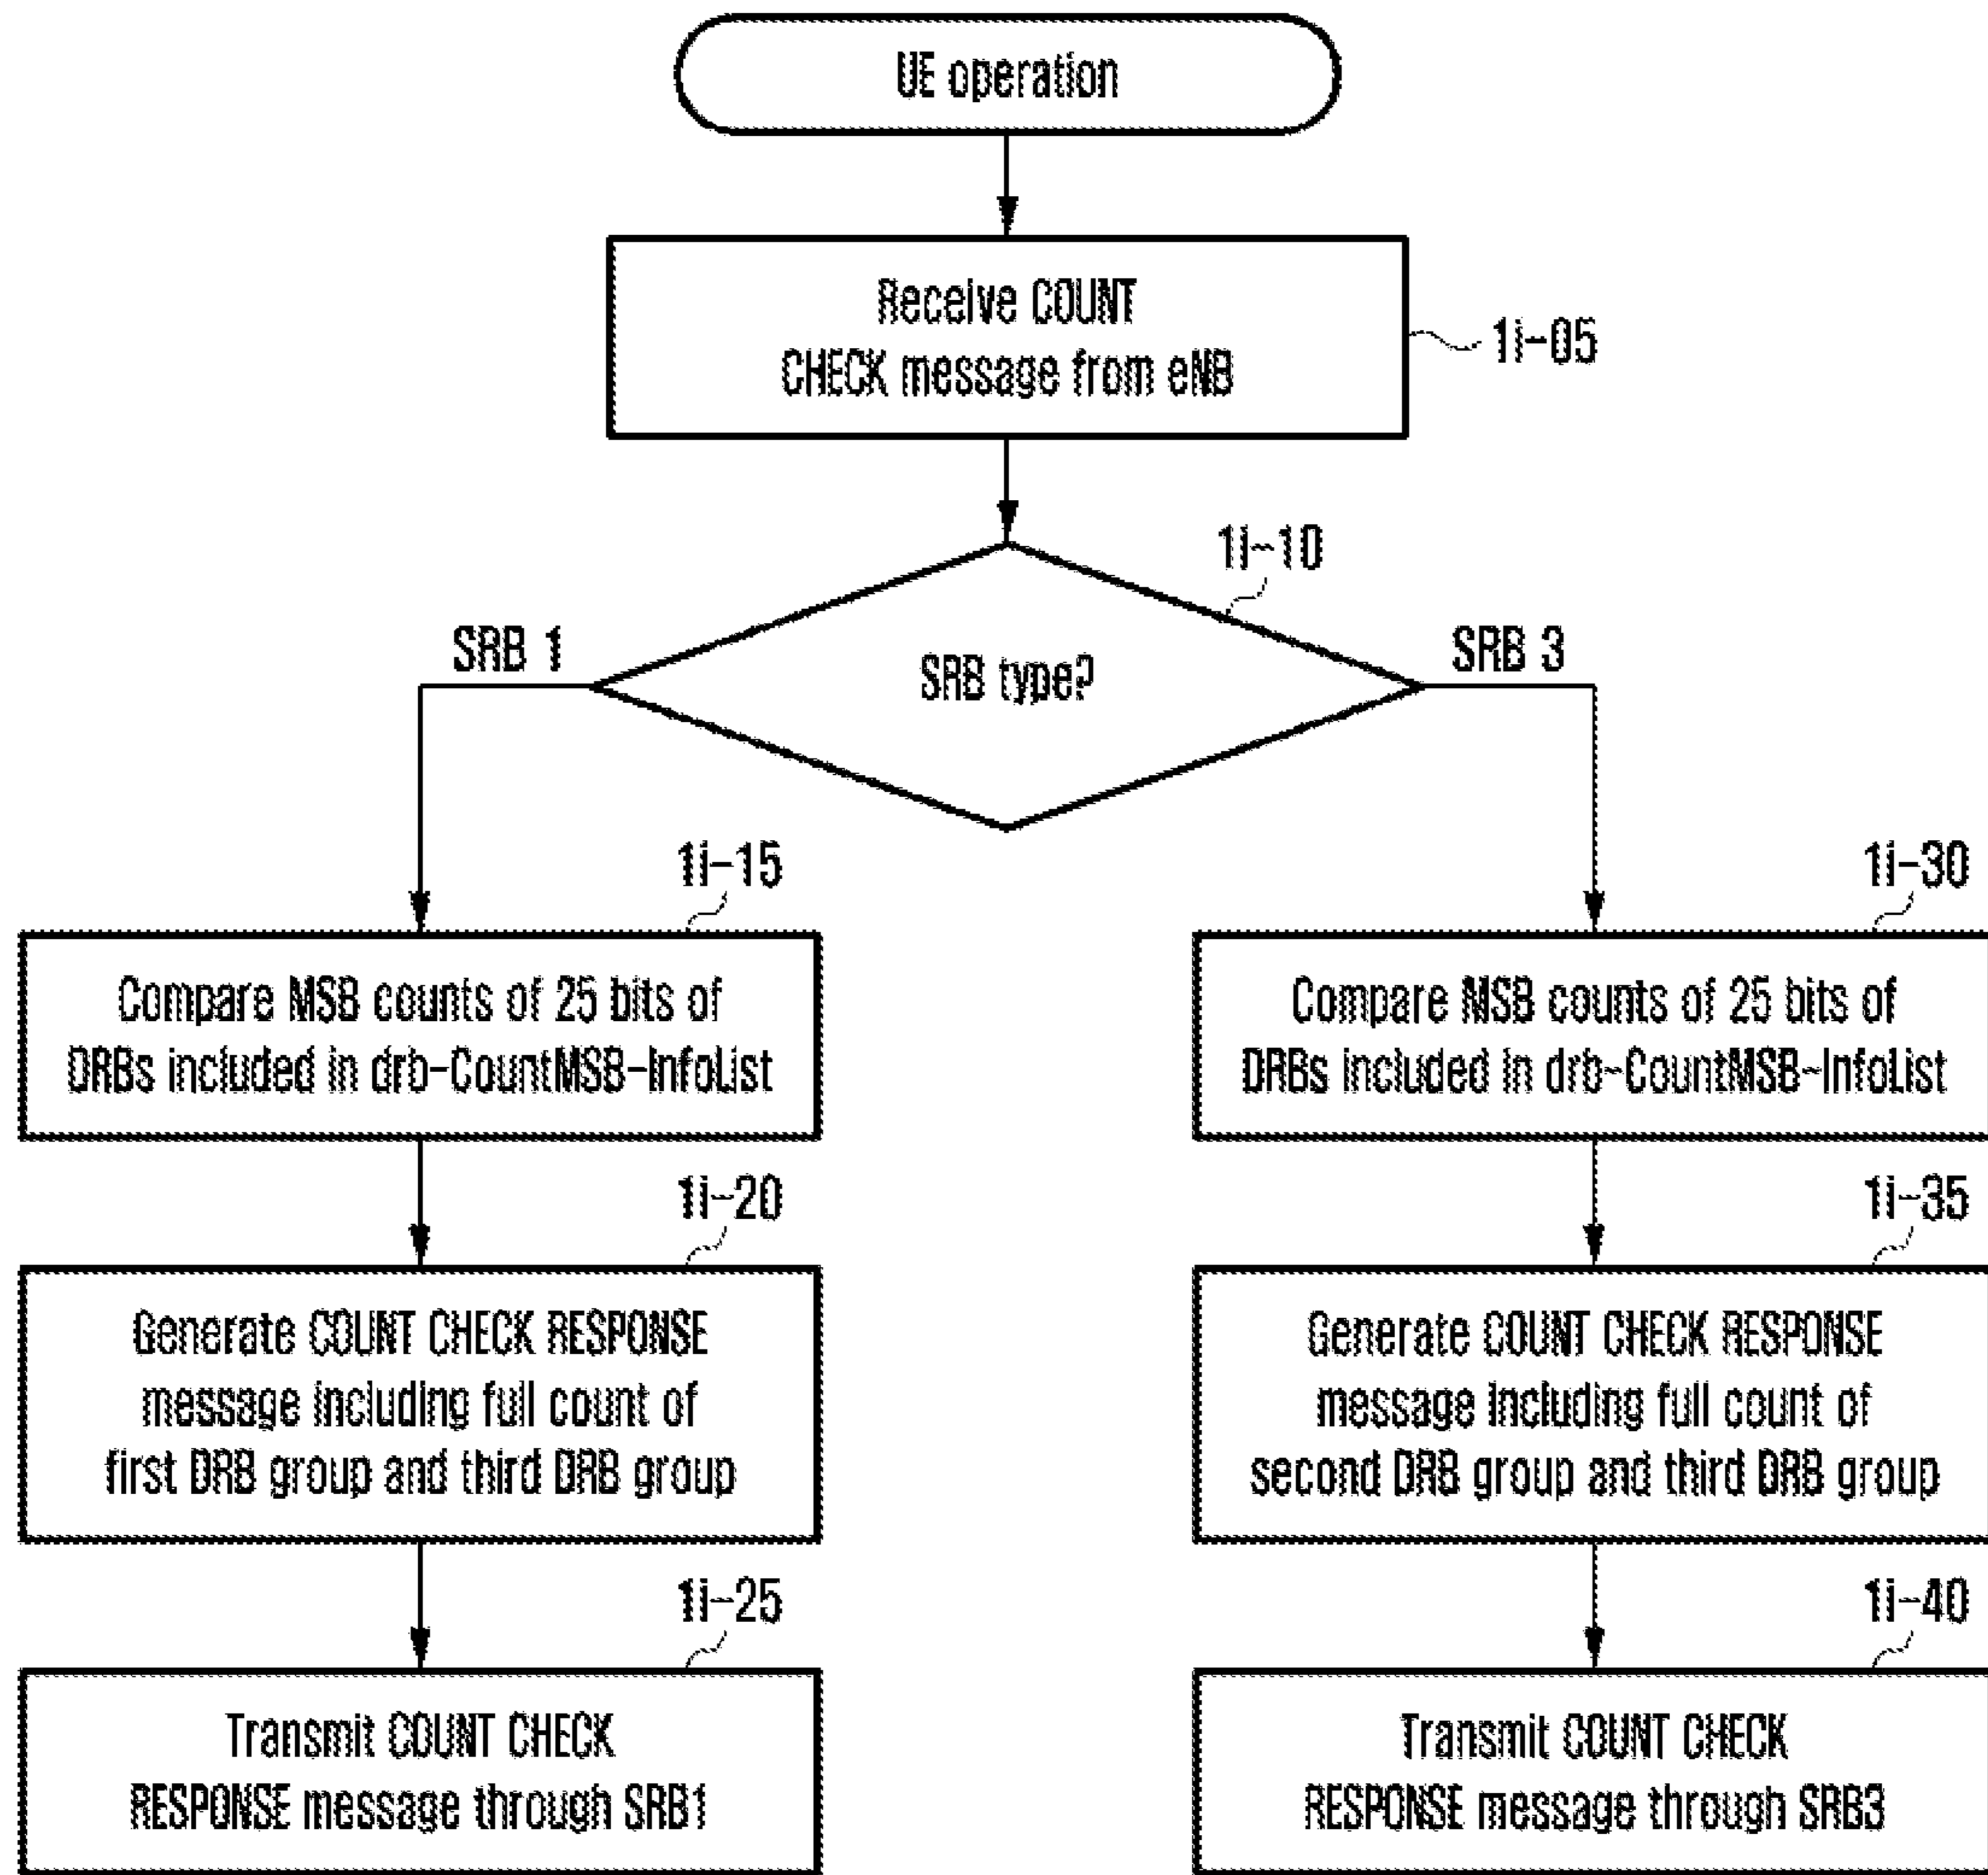 UE operation
Receive COUNT
CHECK message from eNB
1i-05
1i-10
SRB 1
SRB type?
SRB 3
1i-15
Compare MSB counts of 25 bits of
DRBs included in drb-CountMSB-InfoList
1i-20
Generate COUNT CHECK RESPONSE
message including full count of
first DRB group and third DRB group
1i-25
Transmit COUNT CHECK
RESPONSE message through SRB1
1i-30
Compare MSB counts of 25 bits of
DRBs included in drb-CountMSB-InfoList
1i-35
Generate COUNT CHECK RESPONSE
message including full count of
second DRB group and third DRB group
1i-40
Transmit COUNT CHECK
RESPONSE message through SRB3